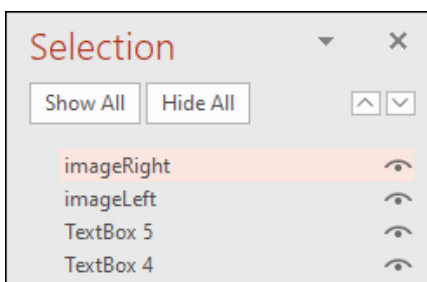 Selection
Show All Hide All
imageRight
imageLeft
TextBox 5
TextBox 4